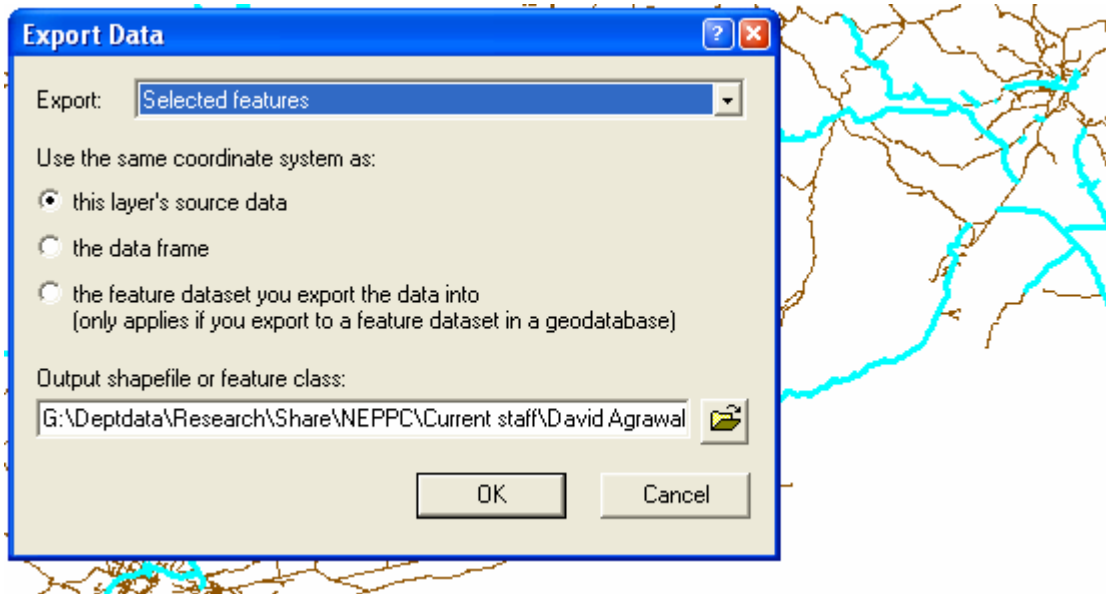 Export Data
Export: Selected features
Use the same coordinate system as:
this layer's source data
the data frame
the feature dataset you export the data into
(only applies if you export to a feature dataset in a geodatabase)
Output shapefile or feature class:
G:\Deptdata\Research\Share\NEPPC\Current staff\David Agrawal
OK Cancel